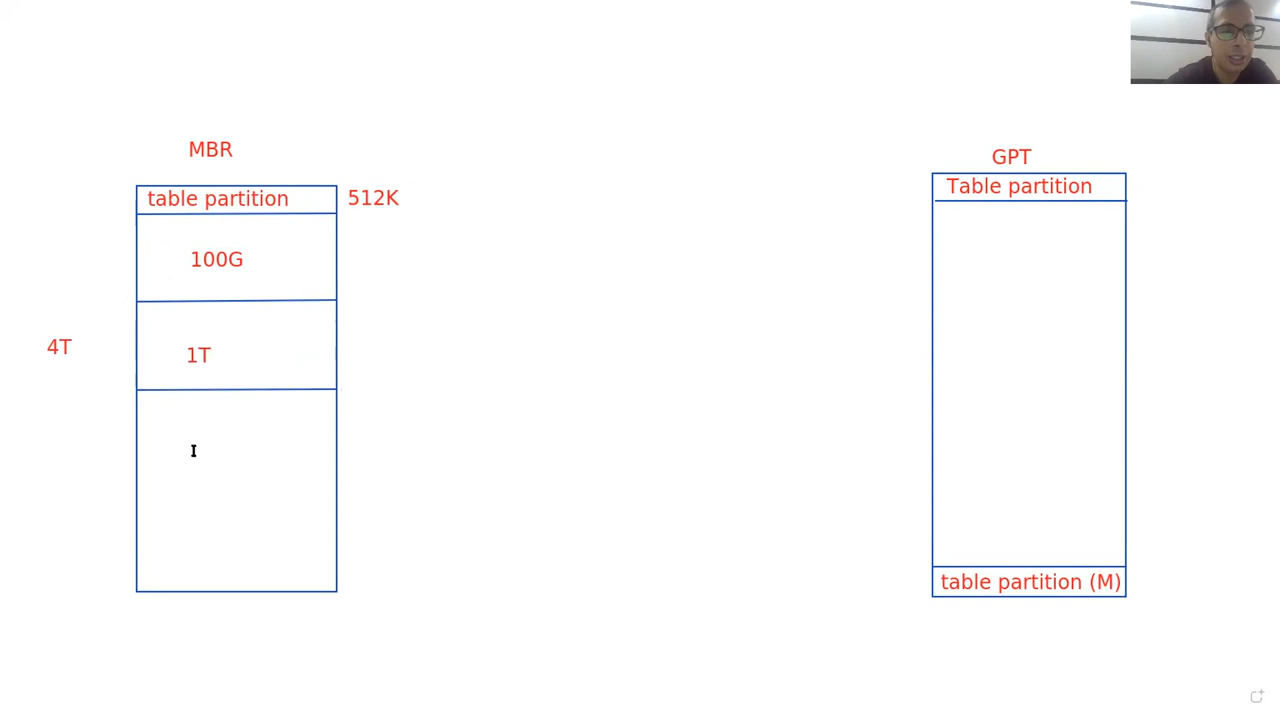 MBR
table partition 512K
100G
4T
1T
GPT
Table partition
table partition (M)